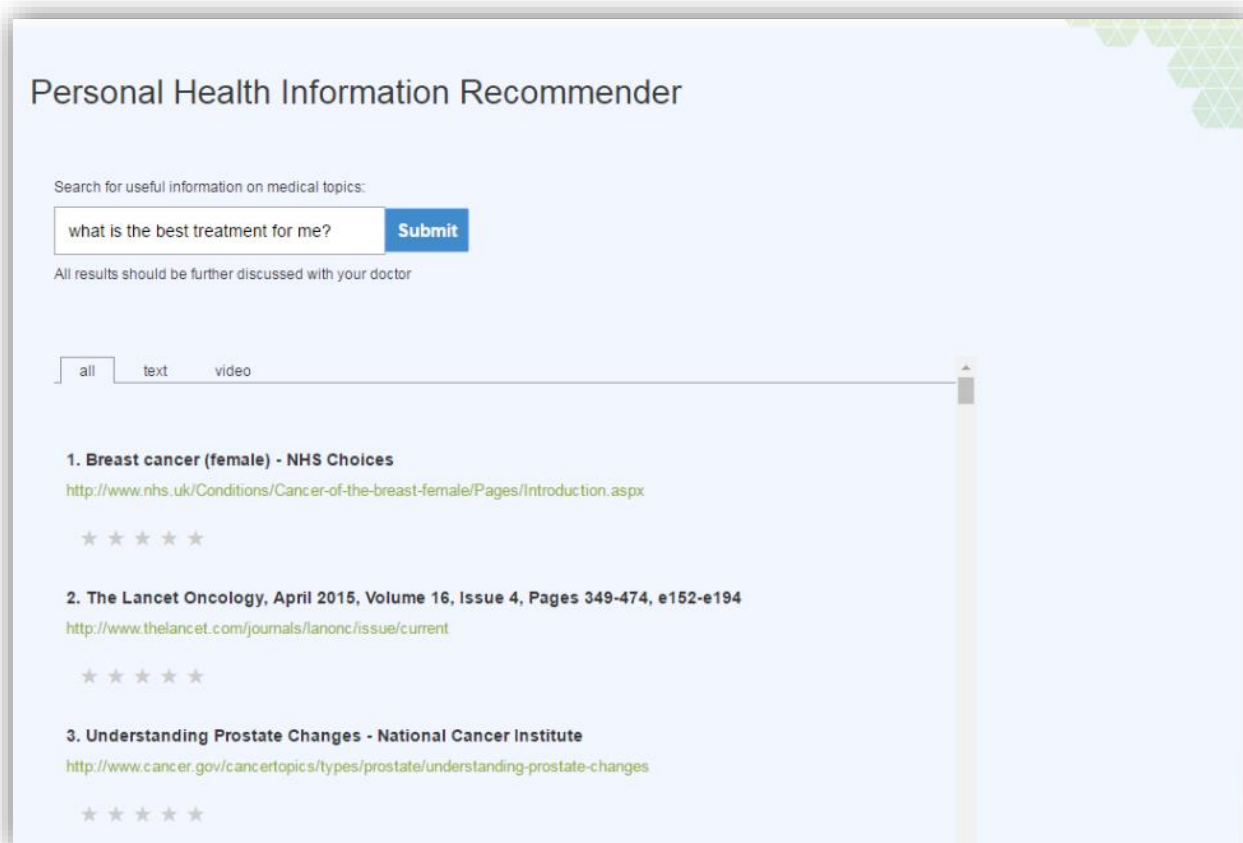 Personal Health Information Recommender
Search for useful information on medical topics:
what is the best treatment for me? Submit
All results should be further discussed with your doctor
all text video
1. Breast cancer (female) - NHS Choices
http://www.nhs.uk/Conditions/Cancer-of-the-breast-female/Pages/Introduction.aspx
2. The Lancet Oncology, April 2015, Volume 16, Issue 4, Pages 349-474, e152-e194
http://www.thelancet.com/journals/lanonc/issue/current
3. Understanding Prostate Changes - National Cancer Institute
http://www.cancer.gov/cancertopics/types/prostate/understanding-prostate-changes